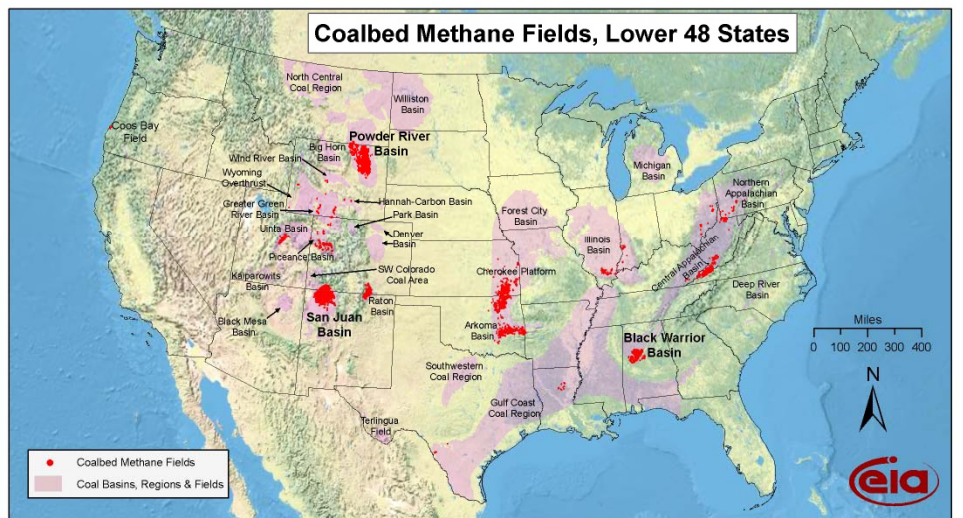 Coalbed Methane Fields, Lower 48 States
North Central
Coal Region
Williston
Basin
Coos Bay
Field
Powder River
Basin
Big Horn
Basin
Wind River Basin
Wyoming
Overthrust
Michigan
Basin
Northern
Appalachian
Basin
Hannah-Carbon Basin
Greater Green
River Basin
Park Basin
Forest City
Basin
Uinta Basin
Denver
Basin
Illinois
Basin
Piceance Basin
Central Appalachian
Basin
Kaiparowits
Basin
SW Colorado
Coal Area
Cherokee Platform
Deep River
Basin
Raton
Basin
Black Mesa
Basin
San Juan
Basin
Arkoma
Basin
Black Warrior
Basin
Miles
0 100 200 300 400
Southwestern
Coal Region
N
Gulf Coast
Coal Region
Terlingua
Field
Coalbed Methane Fields
Coal Basins, Regions & Fields
eia